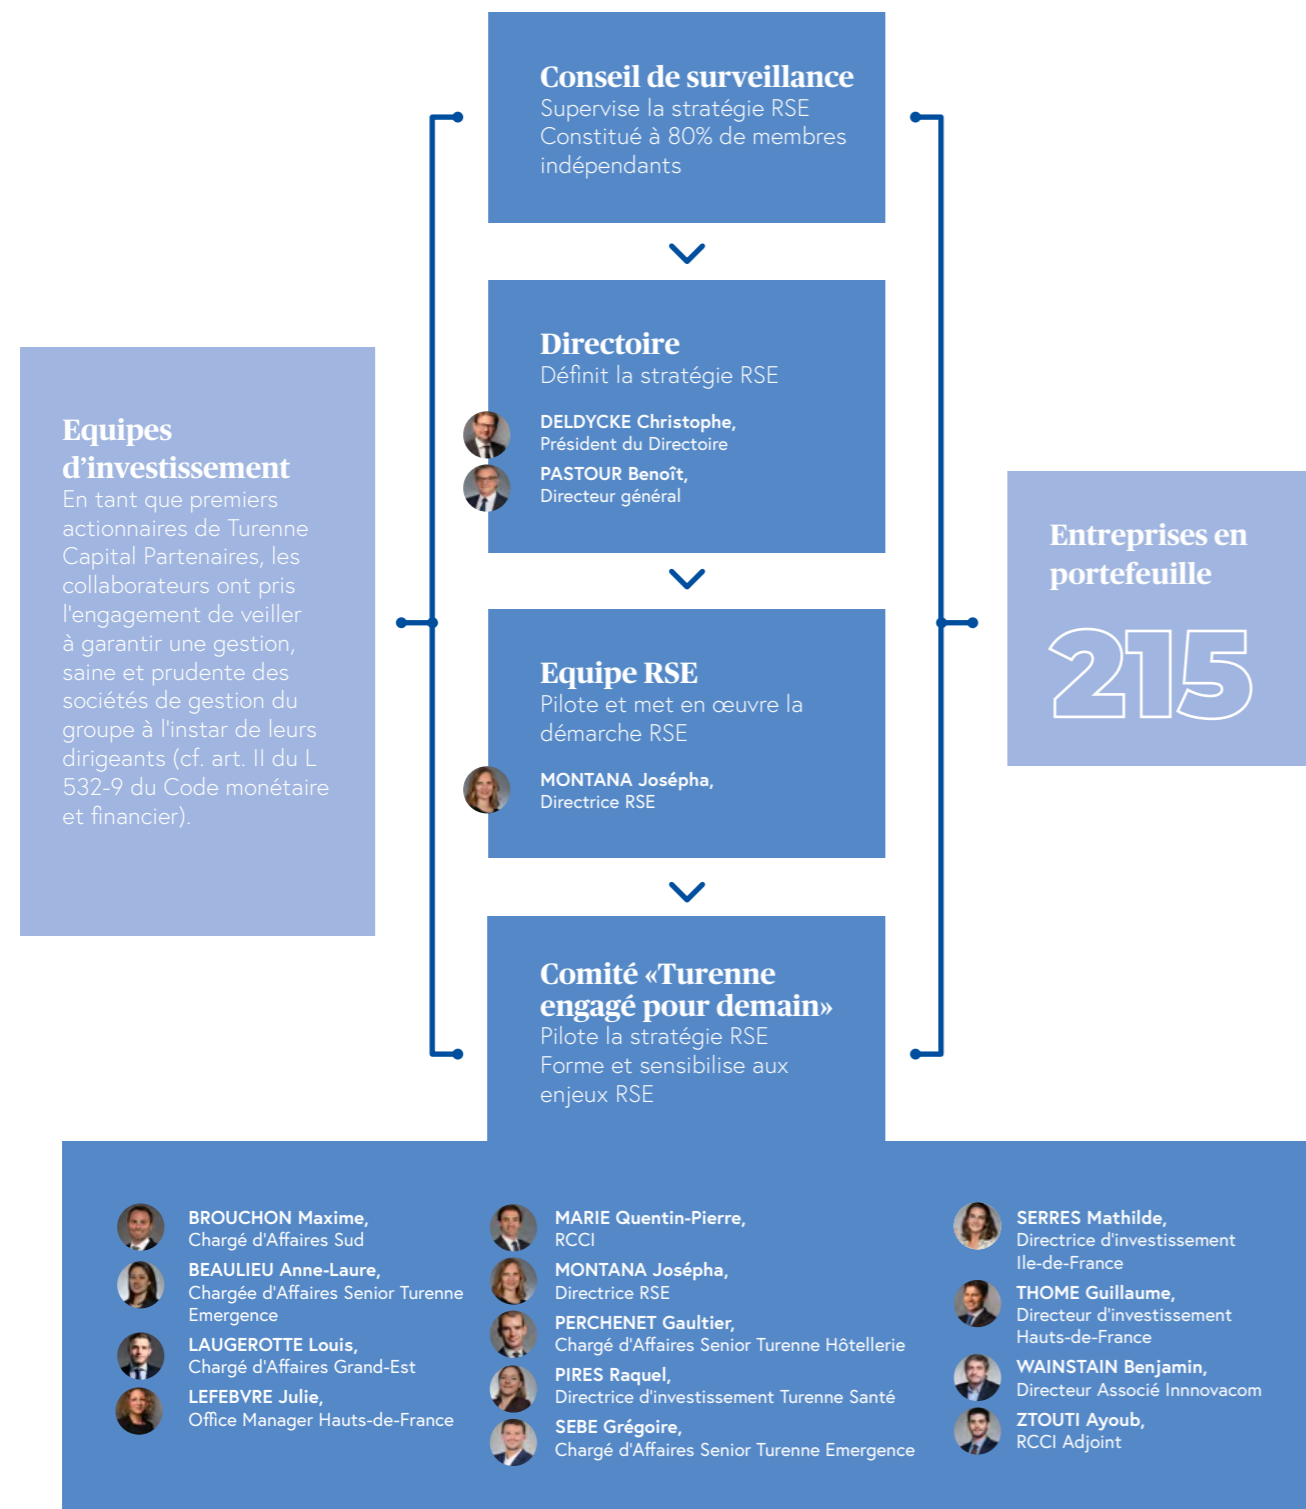 Conseil de surveillance
Supervise la stratégie RSE
Constitué à 80% de membres
indépendants
Directoire
Définit la stratégie RSE
DELDYCKE Christophe,
Président du Directoire
PASTOUR Benoît,
Directeur général
Equipes
d'investissement
En tant que premiers
actionnaires de Turenne
Capital Partenaires, les
collaborateurs ont pris
l'engagement de veiller
à garantir une gestion,
saine et prudente des
sociétés de gestion du
groupe à l'instar de leurs
dirigeants (cf. art. II du L
532-9 du Code monétaire
et financier).
Equipe RSE
Pilote et met en œuvre la
démarche RSE
MONTANA Josépha,
Directrice RSE
Entreprises en
portefeuille
215
Comité «Turenne
engagé pour demain»
Pilote la stratégie RSE
Forme et sensibilise aux
enjeux RSE
BROUCHON Maxime,
Chargé d'Affaires Sud
BEAULIEU Anne-Laure,
Chargée d'Affaires Senior Turenne
Emergence
LAUGEROTTE Louis,
Chargé d'Affaires Grand-Est
LEFEBVRE Julie,
Office Manager Hauts-de-France
MARIE Quentin-Pierre,
RCCI
MONTANA Josépha,
Directrice RSE
PERCHENET Gaultier,
Chargé d'Affaires Senior Turenne Hôtellerie
PIRES Raquel,
Directrice d'investissement Turenne Santé
SEBE Grégoire,
Chargé d'Affaires Senior Turenne Emergence
SERRES Mathilde,
Directrice d'investissement
Ile-de-France
THOME Guillaume,
Directeur d'investissement
Hauts-de-France
WAINSTAIN Benjamin,
Directeur Associé Innnovacom
ZTOUTI Ayoub,
RCCI Adjoint